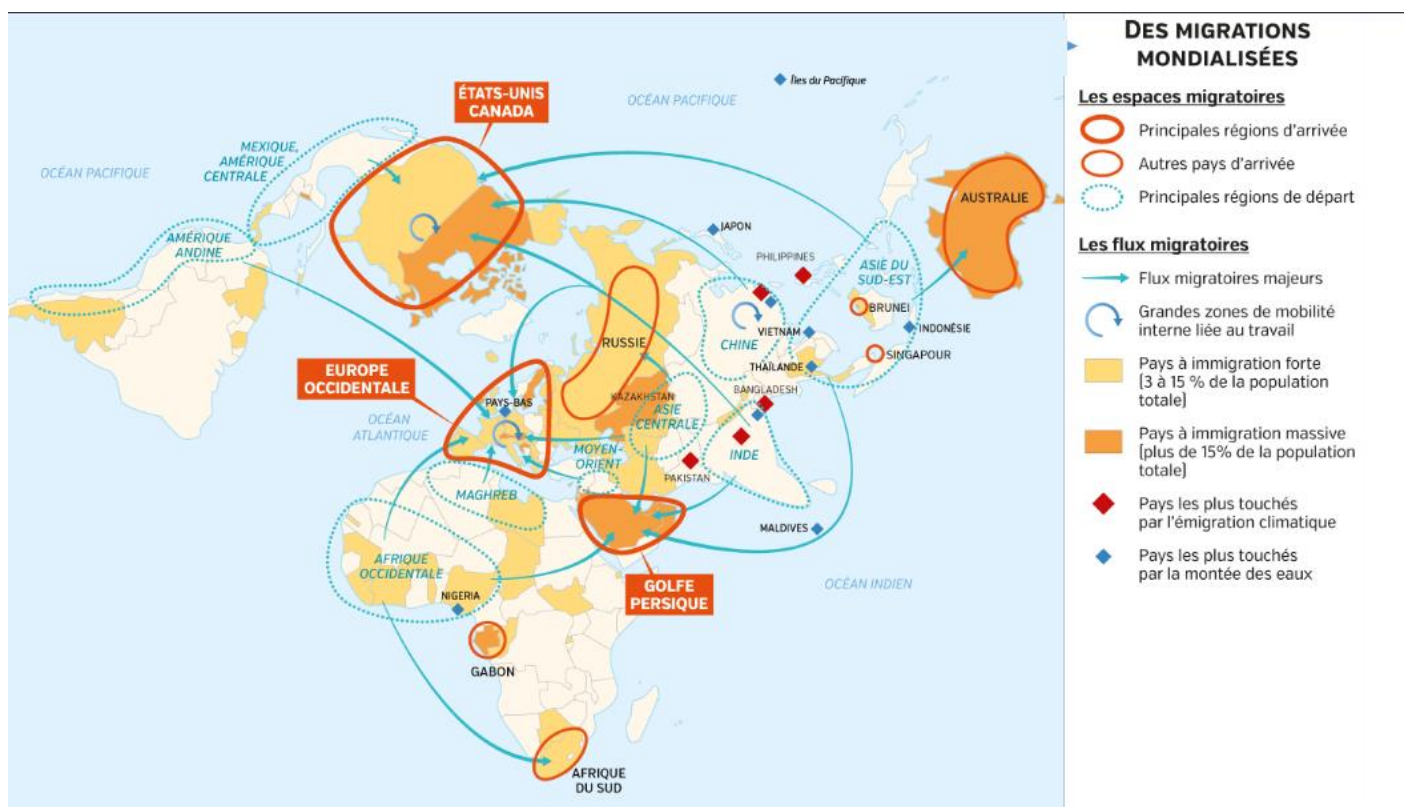 Îles du Pacifique
OCÉAN PACIFIQUE
ÉTATS-UNIS
CANADA
MEXIQUE,
AMÉRIQUE
CENTRALE
OCÉAN PACIFIQUE
AMÉRIQUE
ANDINE
JAPON
PHILIPPINES
ASIE DU
SUD-EST
AUSTRALIE
BRUNEI
INDONÉSIE
VIETNAM
CHINE
SINGAPOUR
RUSSIE
THAÏLANDE
EUROPE
OCCIDENTALE
BANGLADESH
KAZAKHSTAN
PAYS-BAS
ASIE
CENTRALE
OCÉAN
ATLANTIQUE
MOYEN-
ORIENT
INDE
PAKISTAN
MAGHREB
MALDIVES
AFRIQUE
OCCIDENTALE
GOLFE
PERSIQUE
OCÉAN INDIEN
NIGERIA
GABON
AFRIQUE
DU SUD
DES MIGRATIONS
MONDIALISÉES
Les espaces migratoires
Principales régions d'arrivée
Autres pays d'arrivée
Principales régions de départ
Les flux migratoires
Flux migratoires majeurs
Grandes zones de mobilité
interne liée au travail
Pays à immigration forte
[3 à 15 % de la population
totale]
Pays à immigration massive
[plus de 15% de la population
totale]
Pays les plus touchés
par l'émigration climatique
Pays les plus touchés
par la montée des eaux